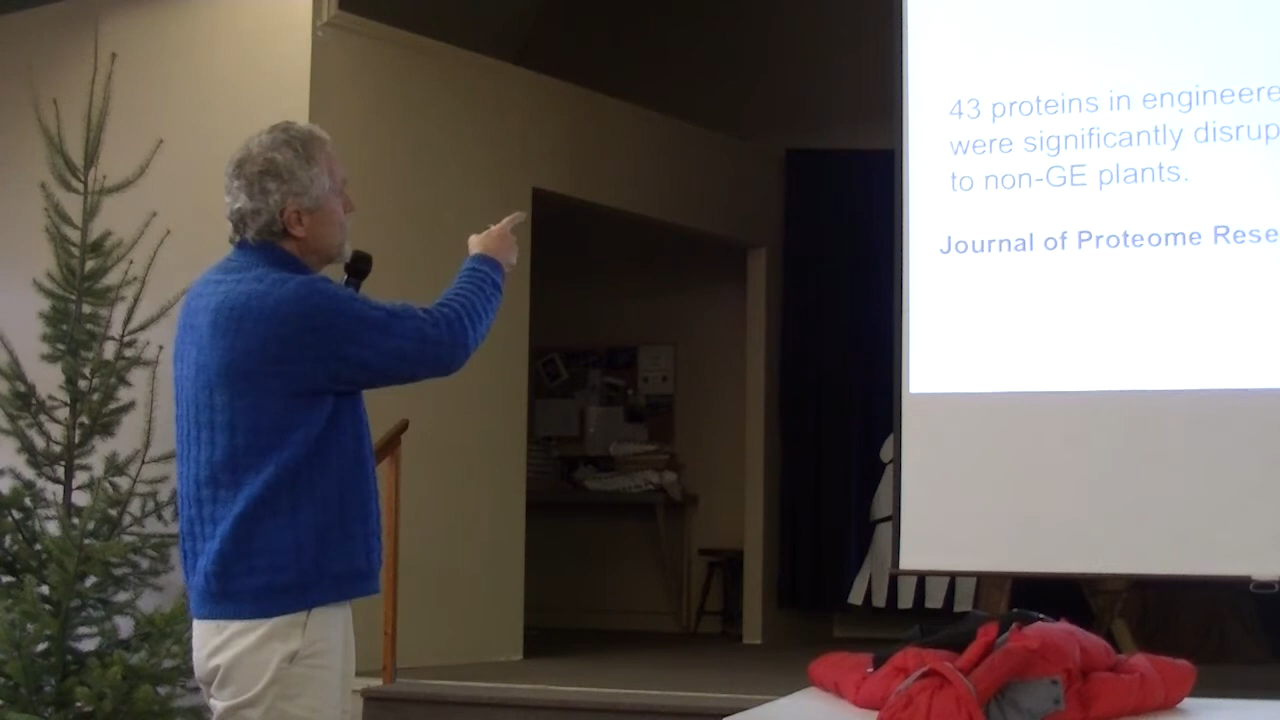 43 proteins in engineere
were significantly disrup
to non-GE plants.
Journal of Proteome Rese